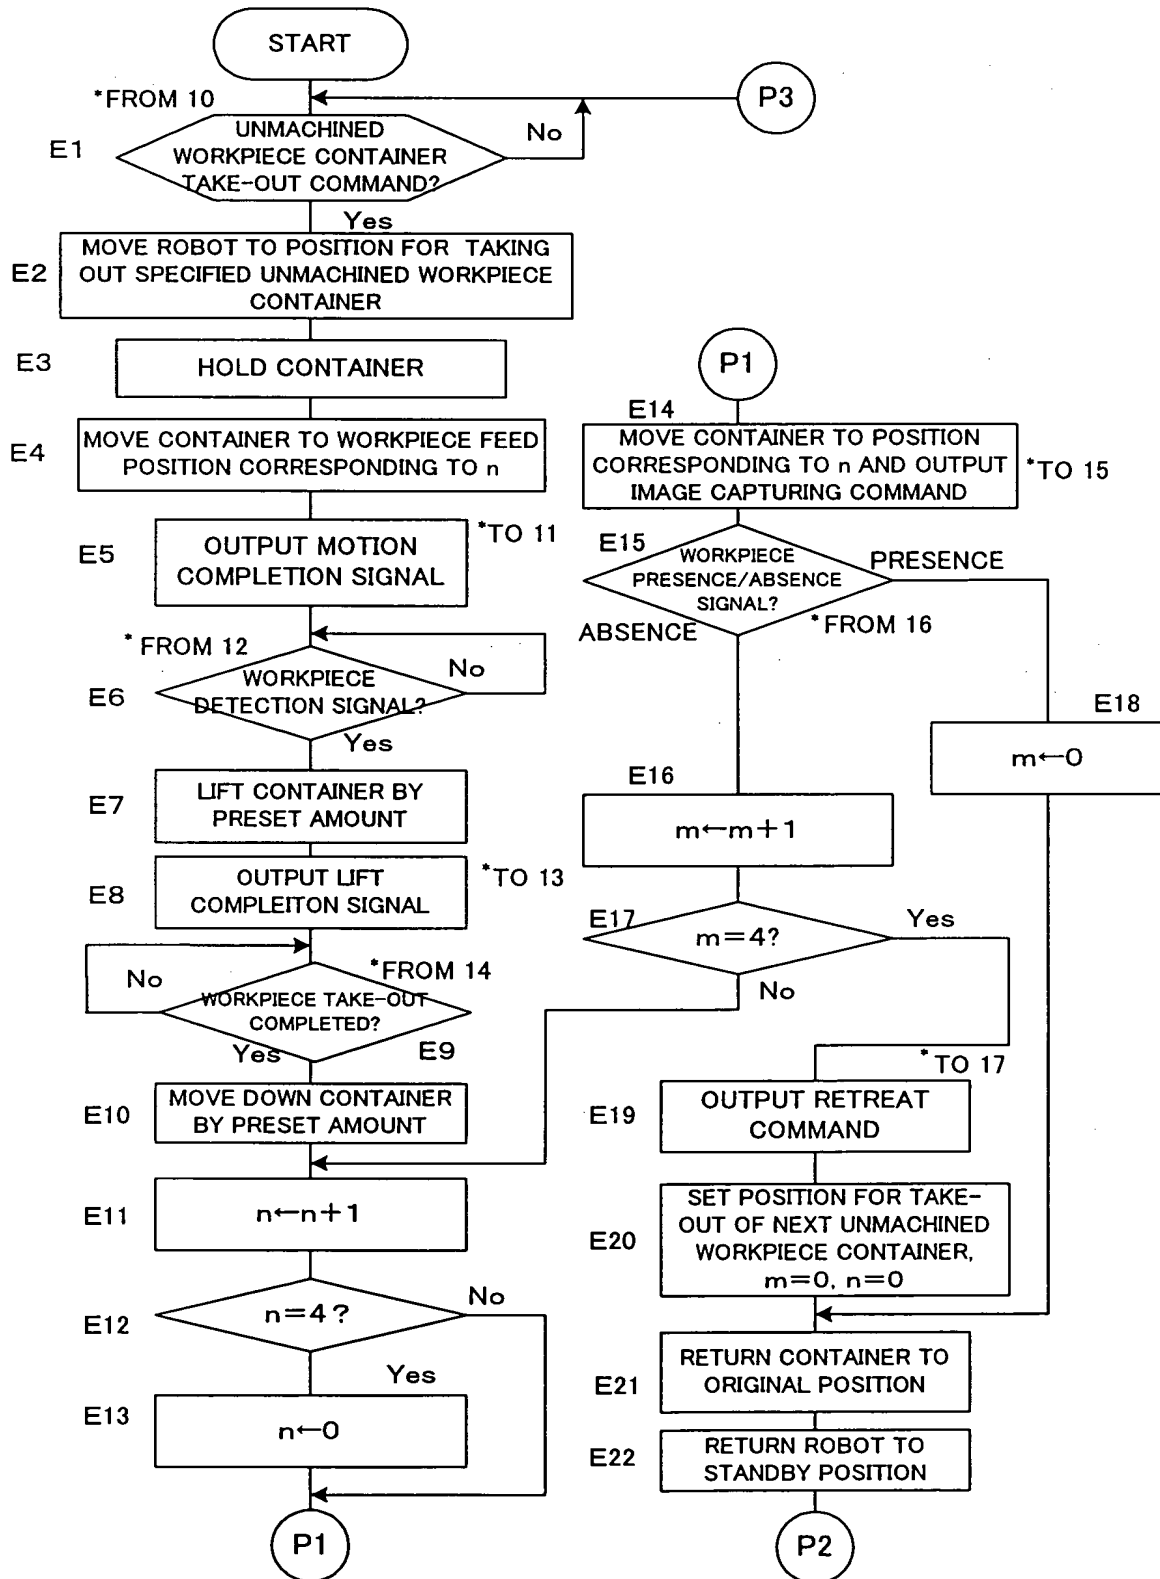 START
*FROM 10
P3
E1
UNMACHINED
WORKPIECE CONTAINER
TAKE-OUT COMMAND?
No
Yes
E2
MOVE ROBOT TO POSITION FOR TAKING
OUT SPECIFIED UNMACHINED WORKPIECE
CONTAINER
E3
HOLD CONTAINER
E4
MOVE CONTAINER TO WORKPIECE FEED
POSITION CORRESPONDING TO n
E5
OUTPUT MOTION
COMPLETION SIGNAL
*TO 11
*FROM 12
E6
WORKPIECE
DETECTION SIGNAL?
No
Yes
E7
LIFT CONTAINER BY
PRESET AMOUNT
E8
OUTPUT LIFT
COMPLEITON SIGNAL
*TO 13
No
*FROM 14
WORKPIECE TAKE-OUT
COMPLETED?
Yes
E9
E10
MOVE DOWN CONTAINER
BY PRESET AMOUNT
E11
n←n+1
E12
n=4?
No
Yes
E13
n←0
P1
P1
E14
MOVE CONTAINER TO POSITION
CORRESPONDING TO n AND OUTPUT
IMAGE CAPTURING COMMAND
*TO 15
E15
WORKPIECE
PRESENCE/ABSENCE
SIGNAL?
PRESENCE
ABSENCE
*FROM 16
E18
m←0
E16
m←m+1
E17
m=4?
Yes
No
*TO 17
E19
OUTPUT RETREAT
COMMAND
E20
SET POSITION FOR TAKE-
OUT OF NEXT UNMACHINED
WORKPIECE CONTAINER,
m=0, n=0
E21
RETURN CONTAINER TO
ORIGINAL POSITION
E22
RETURN ROBOT TO
STANDBY POSITION
P2